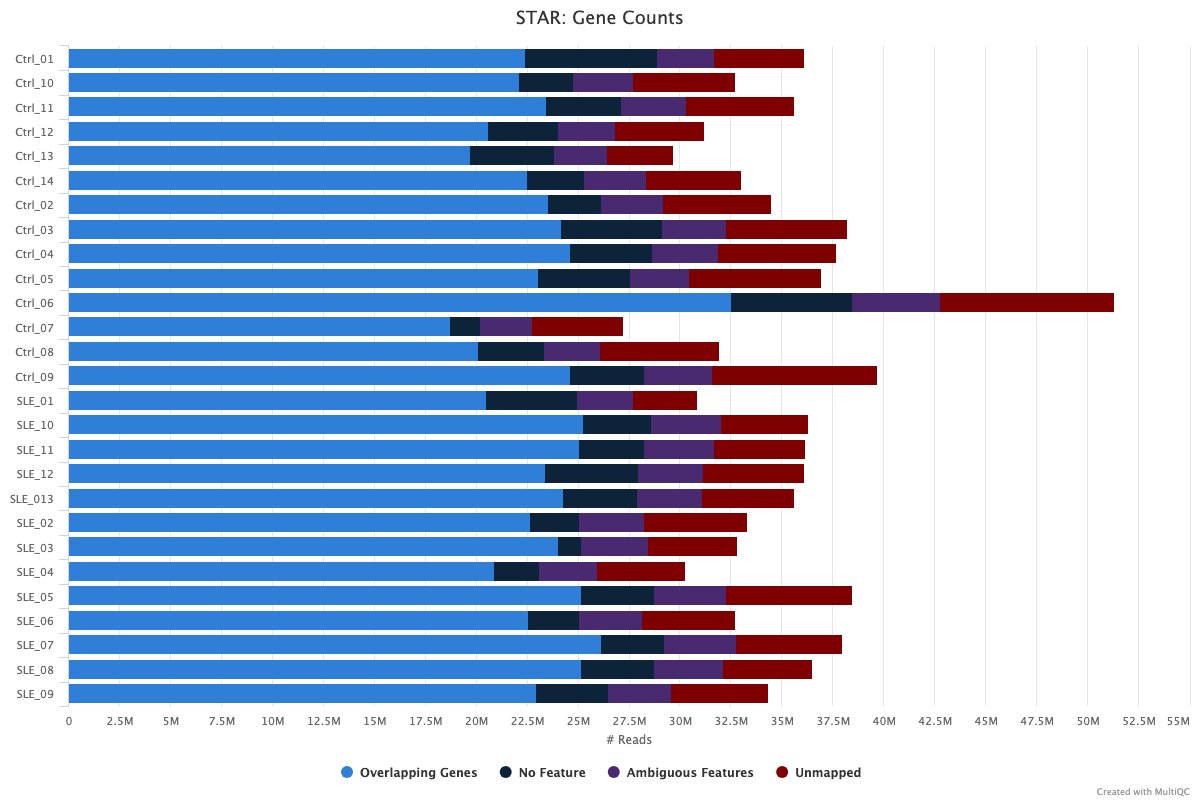 STAR: Gene Counts
Ctrl_01
Ctrl_10
Ctrl_11
Ctrl_12
Ctrl_13
Ctrl_14
Ctrl_02
Ctrl_03
Ctrl_04
Ctrl_05
Ctrl_06
Ctrl_07
Ctrl_08
Ctrl_09
SLE_01
SLE_10
SLE_11
SLE_12
SLE_013
SLE_02
SLE_03
SLE_04
SLE_05
SLE_06
SLE_07
SLE_08
SLE_09
0 2.5M 5M 7.5M 10M 12.5M 15M 17.5M 20M 22.5M 25M 27.5M 30M 32.5M 35M 37.5M 40M 42.5M 45M 47.5M 50M 52.5M 55M
# Reads
Overlapping Genes No Feature Ambiguous Features Unmapped
Created with MultiQC